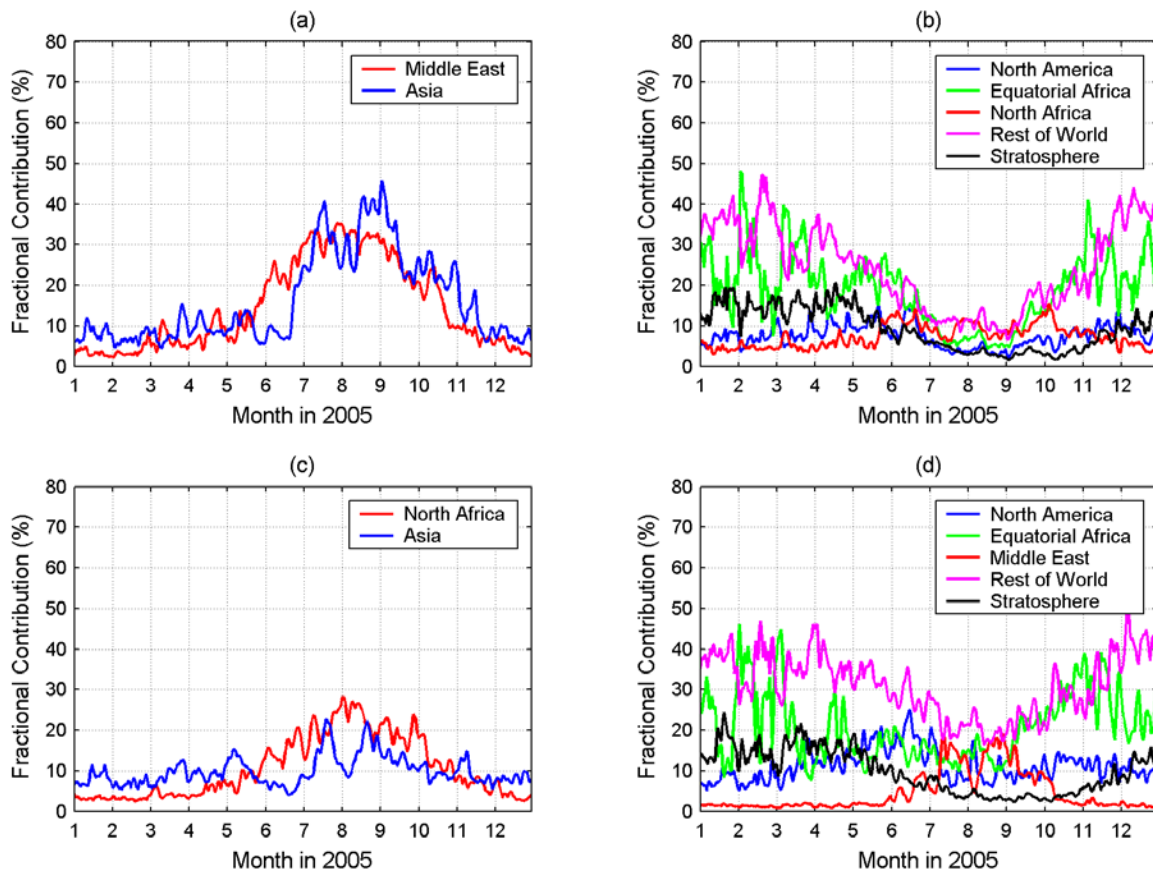 (a)
80
70
60
50
40
30
20
10
0
Fractional Contribution (%)
Middle East
Asia
1 2 3 4 5 6 7 8 9 10 11 12
Month in 2005
(b)
80
70
60
50
40
30
20
10
0
Fractional Contribution (%)
North America
Equatorial Africa
North Africa
Rest of World
Stratosphere
1 2 3 4 5 6 7 8 9 10 11 12
Month in 2005
(c)
80
70
60
50
40
30
20
10
0
Fractional Contribution (%)
North Africa
Asia
1 2 3 4 5 6 7 8 9 10 11 12
Month in 2005
(d)
80
70
60
50
40
30
20
10
0
Fractional Contribution (%)
North America
Equatorial Africa
Middle East
Rest of World
Stratosphere
1 2 3 4 5 6 7 8 9 10 11 12
Month in 2005